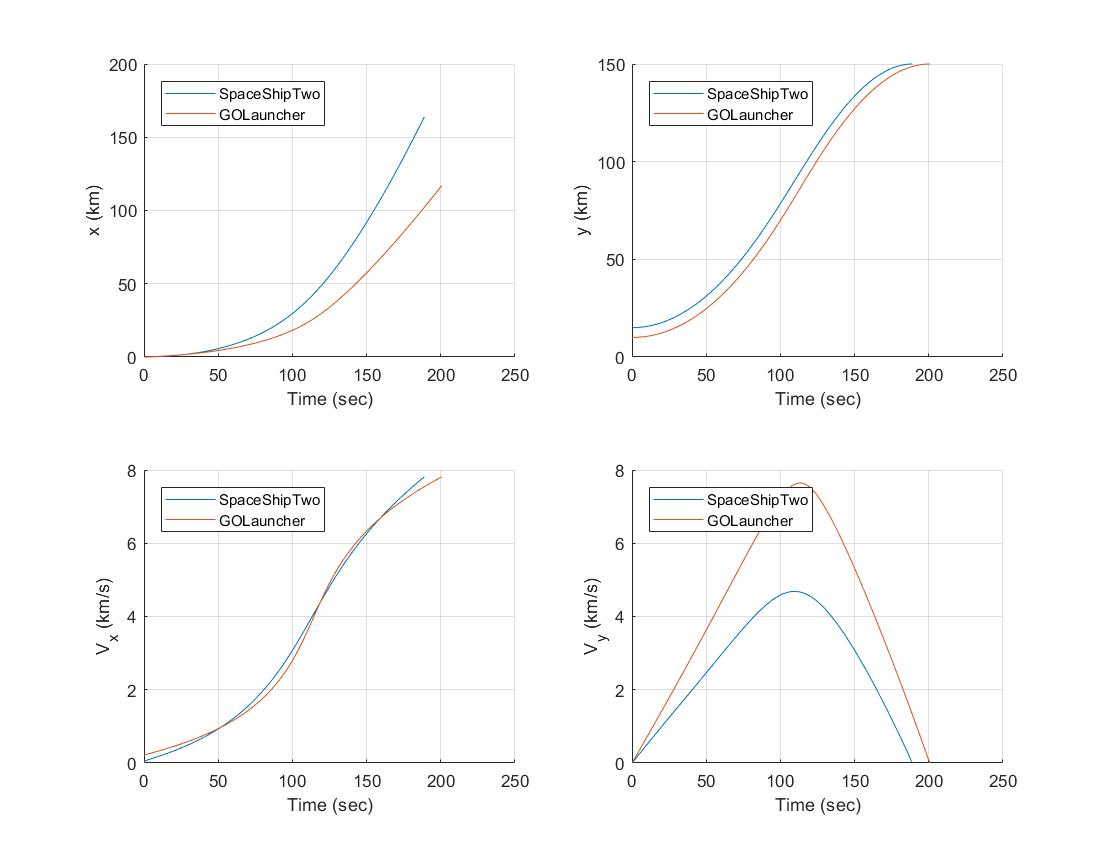 200
150
100
50
0
x (km)
SpaceShipTwo
GOLauncher
0 50 100 150 200 250
Time (sec)
150
100
50
0
y (km)
SpaceShipTwo
GOLauncher
0 50 100 150 200 250
Time (sec)
8
6
4
2
0
Vx (km/s)
SpaceShipTwo
GOLauncher
0 50 100 150 200 250
Time (sec)
8
6
4
2
0
Vy (km/s)
SpaceShipTwo
GOLauncher
0 50 100 150 200 250
Time (sec)